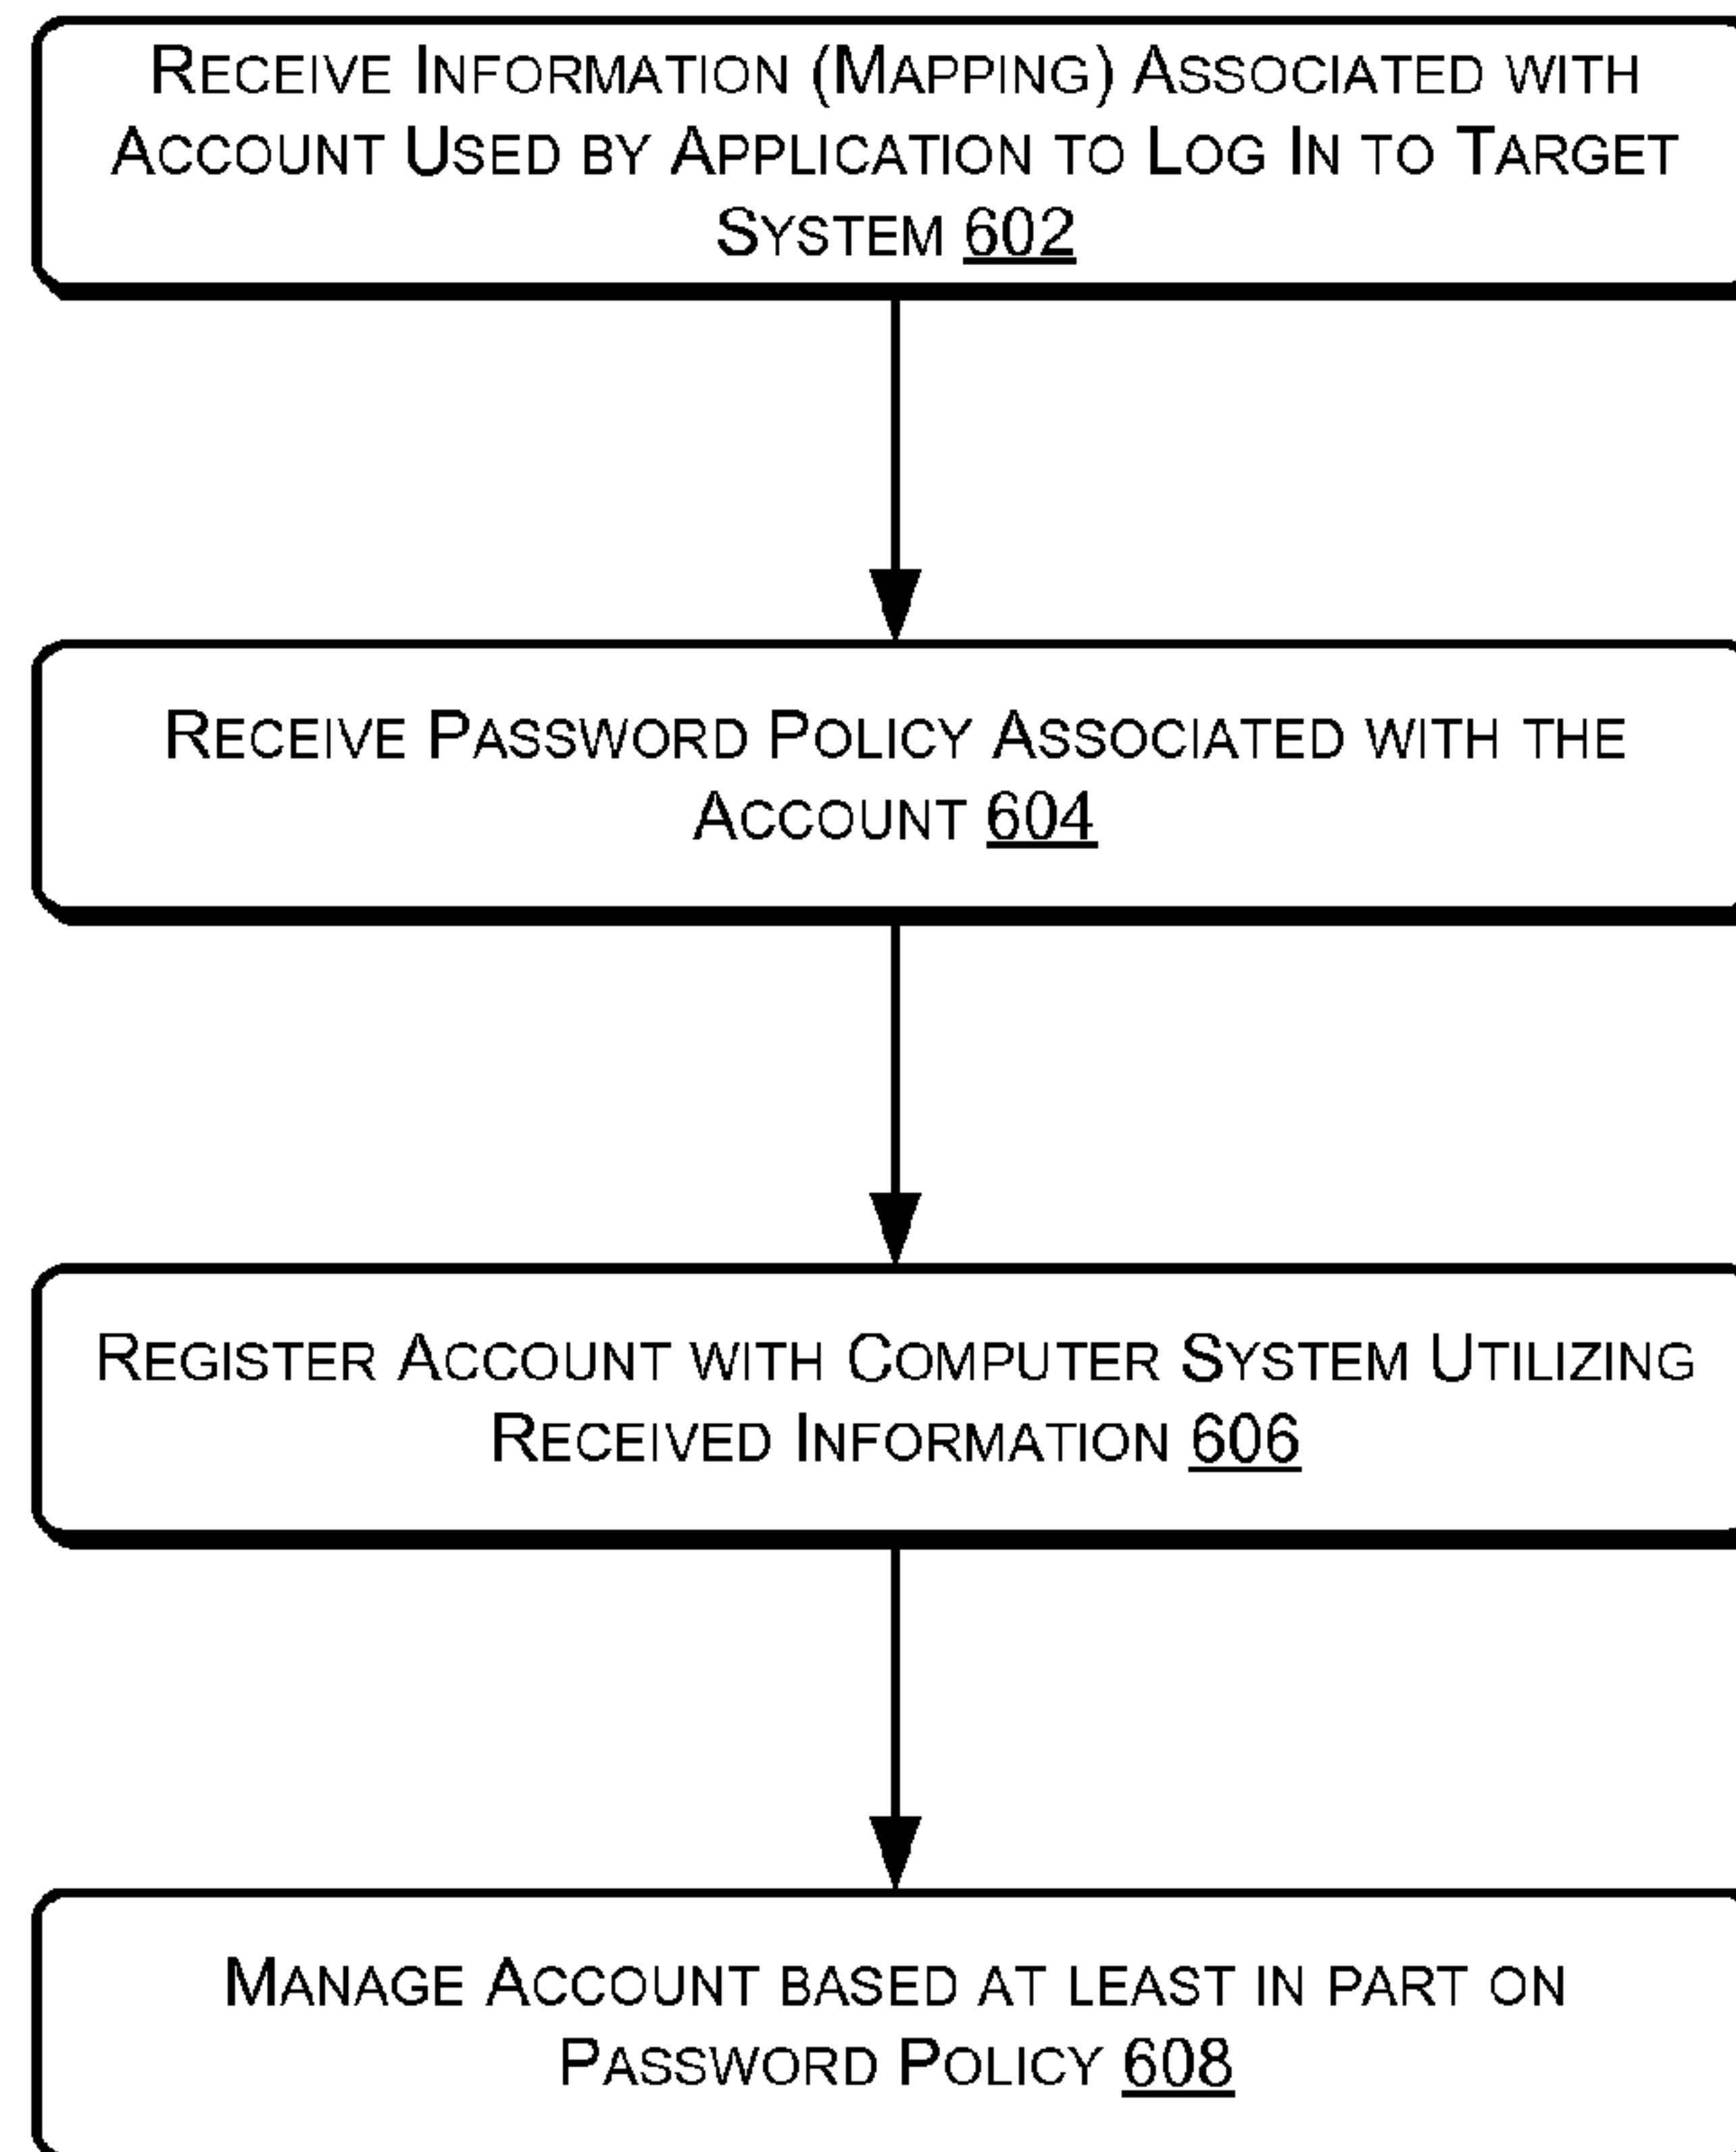 RECEIVE INFORMATION (MAPPING) ASSOCIATED WITH
ACCOUNT USED BY APPLICATION TO LOG IN TO TARGET
SYSTEM 602
RECEIVE PASSWORD POLICY ASSOCIATED WITH THE
ACCOUNT 604
REGISTER ACCOUNT WITH COMPUTER SYSTEM UTILIZING
RECEIVED INFORMATION 606
MANAGE ACCOUNT BASED AT LEAST IN PART ON
PASSWORD POLICY 608